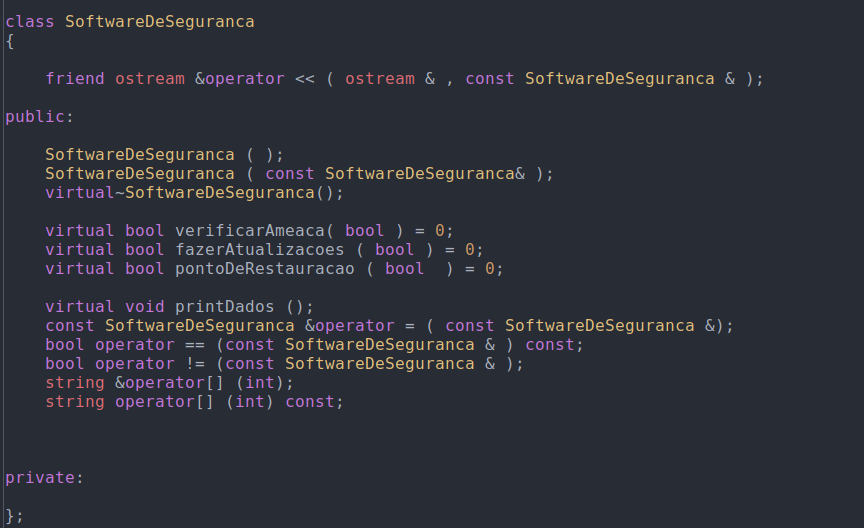 class SoftwareDeSeguranca
{
friend ostream &operator << ( ostream & , const SoftwareDeSeguranca & );
public:
SoftwareDeSeguranca ( );
SoftwareDeSeguranca ( const SoftwareDeSeguranca& );
virtual~SoftwareDeSeguranca();
virtual bool verificarAmeaca( bool ) = 0;
virtual bool fazerAtualizacoes ( bool ) = 0;
virtual bool pontoDeRestauracao ( bool  ) = 0;
virtual void printDados ();
const SoftwareDeSeguranca &operator = ( const SoftwareDeSeguranca &);
bool operator == (const SoftwareDeSeguranca & ) const;
bool operator != (const SoftwareDeSeguranca & );
string &operator[] (int);
string operator[] (int) const;
private:
};